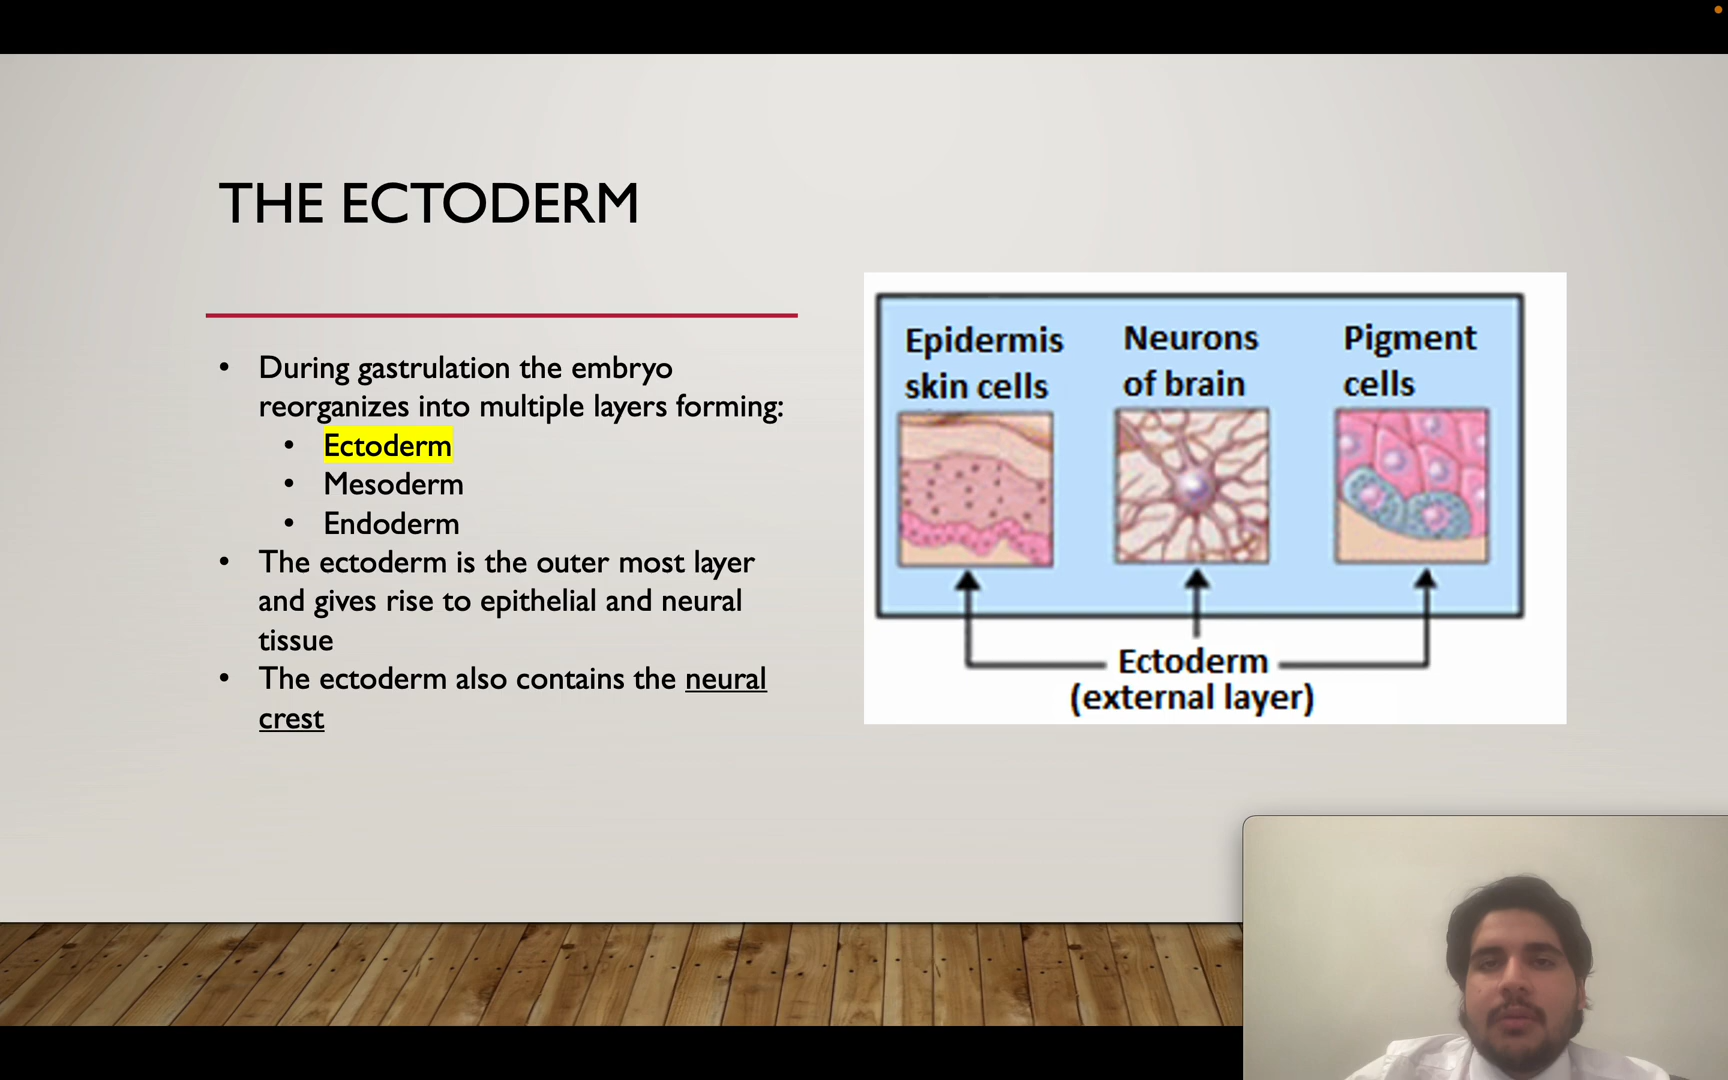 THE ECTODERM
• During gastrulation the embryo
reorganizes into multiple layers forming:
• Ectoderm
• Mesoderm
• Endoderm
• The ectoderm is the outer most layer
and gives rise to epithelial and neural
tissue
• The ectoderm also contains the neural
crest
Epidermis
skin cells
Neurons
of brain
Pigment
cells
Ectoderm
(external layer)